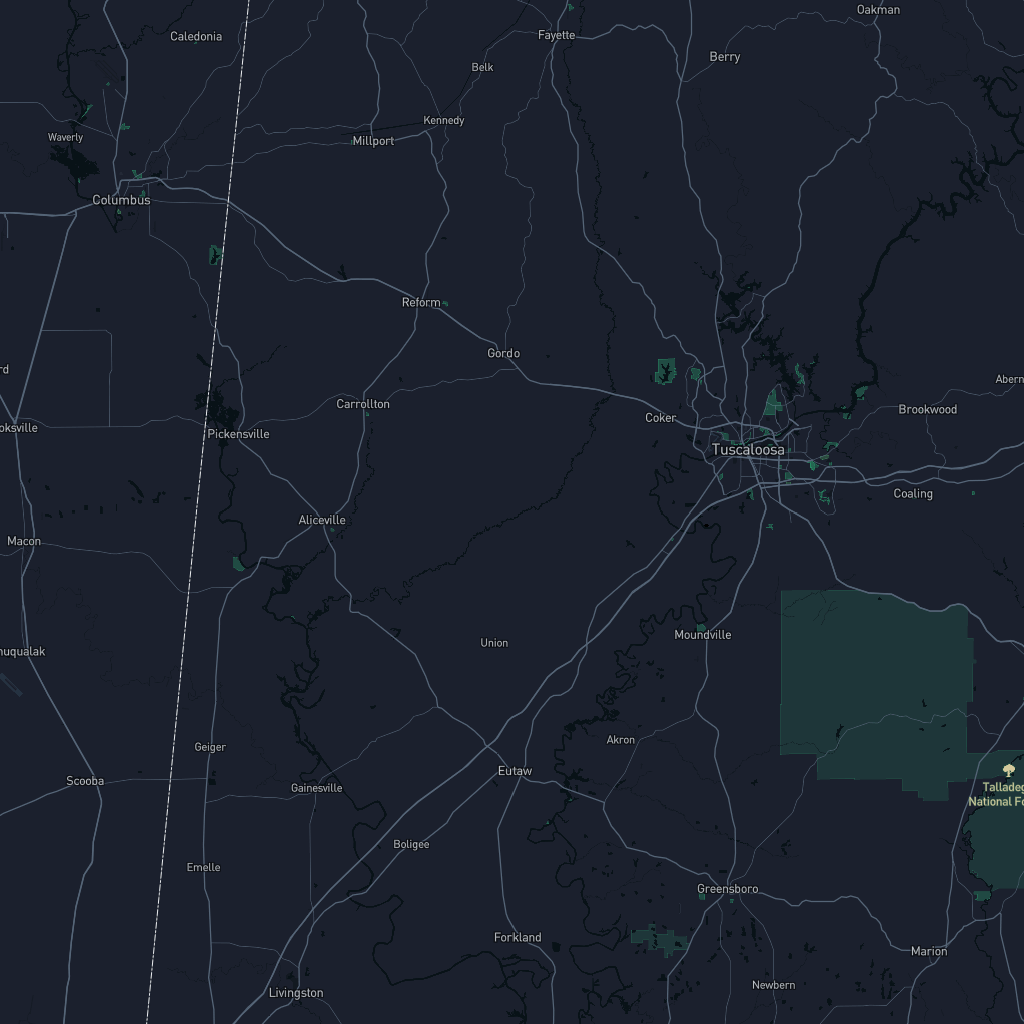 Oakman
Caledonia
Fayette
Berry
Belk
Kennedy
Waverly
Millport
Columbus
Reform
Gordo
rd
Abern
Carrollton
Brookwood
Coker
oksville
Pickensville
Tuscaloosa
Coaling
Aliceville
Macon
Moundville
Union
uqualak
Akron
Geiger
Eutaw
Scooba
Gainesville
Talladeg
National Fo
Boligee
Emelle
Greensboro
Forkland
Marion
Newbern
Livingston